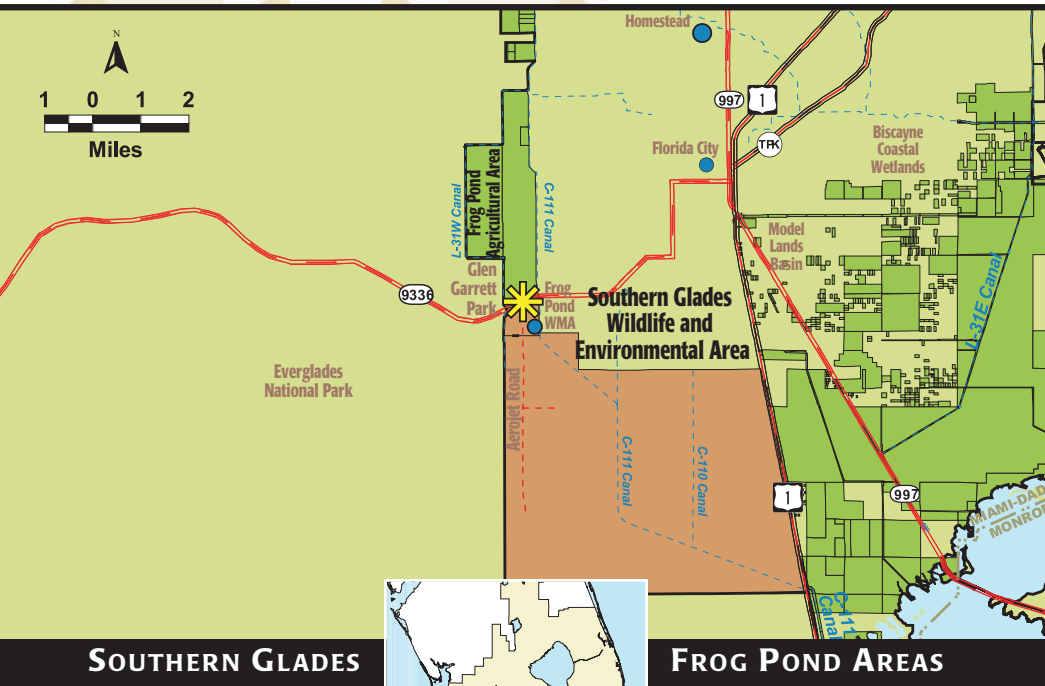 Homestead
N
1 0 1 2
Miles
997
1
TPK
Florida City
Biscayne
Coastal
Wetlands
L-31W Canal
Frog Pond
Agricultural Area
C-111 Canal
Model
Lands
Basin
Glen
Garrett
Park
9336
Frog
Pond
WMA
Southern Glades
Wildlife and
Environmental Area
L-31E Canal
Everglades
National Park
Aerojet Road
C-111 Canal
C-110 Canal
1
997
MIAMI-DAD
MONRO
C-111
Canal
SOUTHERN GLADES
FROG POND AREAS